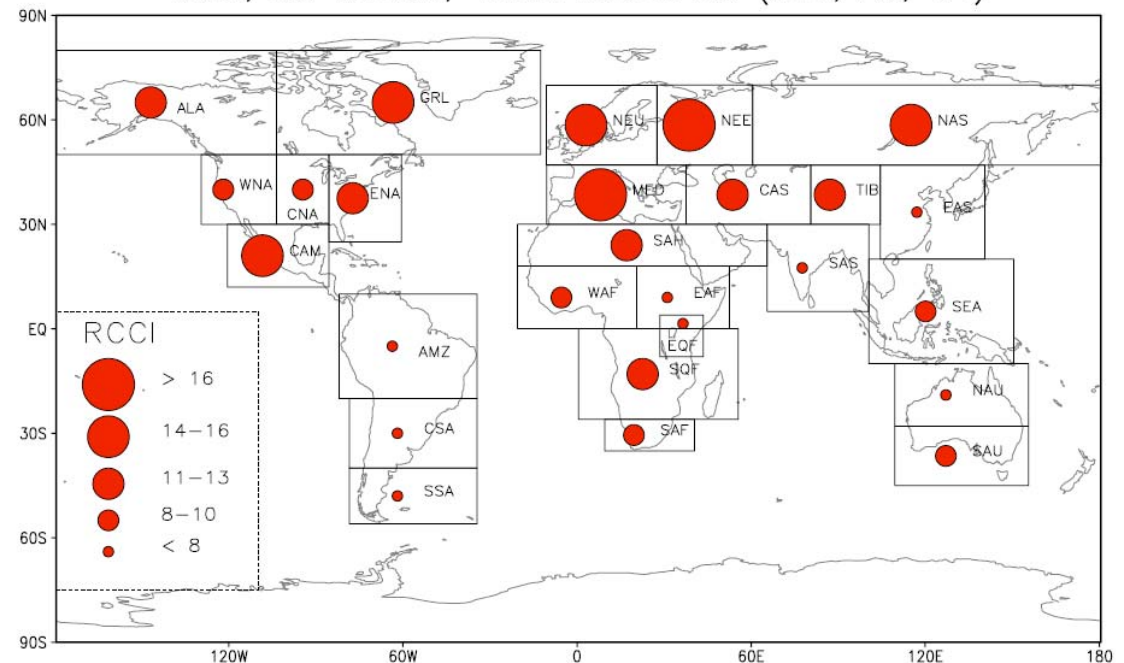 90N
60N
30N
EQ
30S
60S
90S
120W
60W
0
60E
120E
180
ALA
GRL
NEU
NEE
NAS
WNA
CNA
ENA
MED
CAS
TIB
EAS
CAM
SAH
SAS
WAF
EAF
SEA
AMZ
EQF
SQF
NAU
CSA
SAF
SAU
SSA
RCCI
> 16
14-16
11-13
8-10
< 8